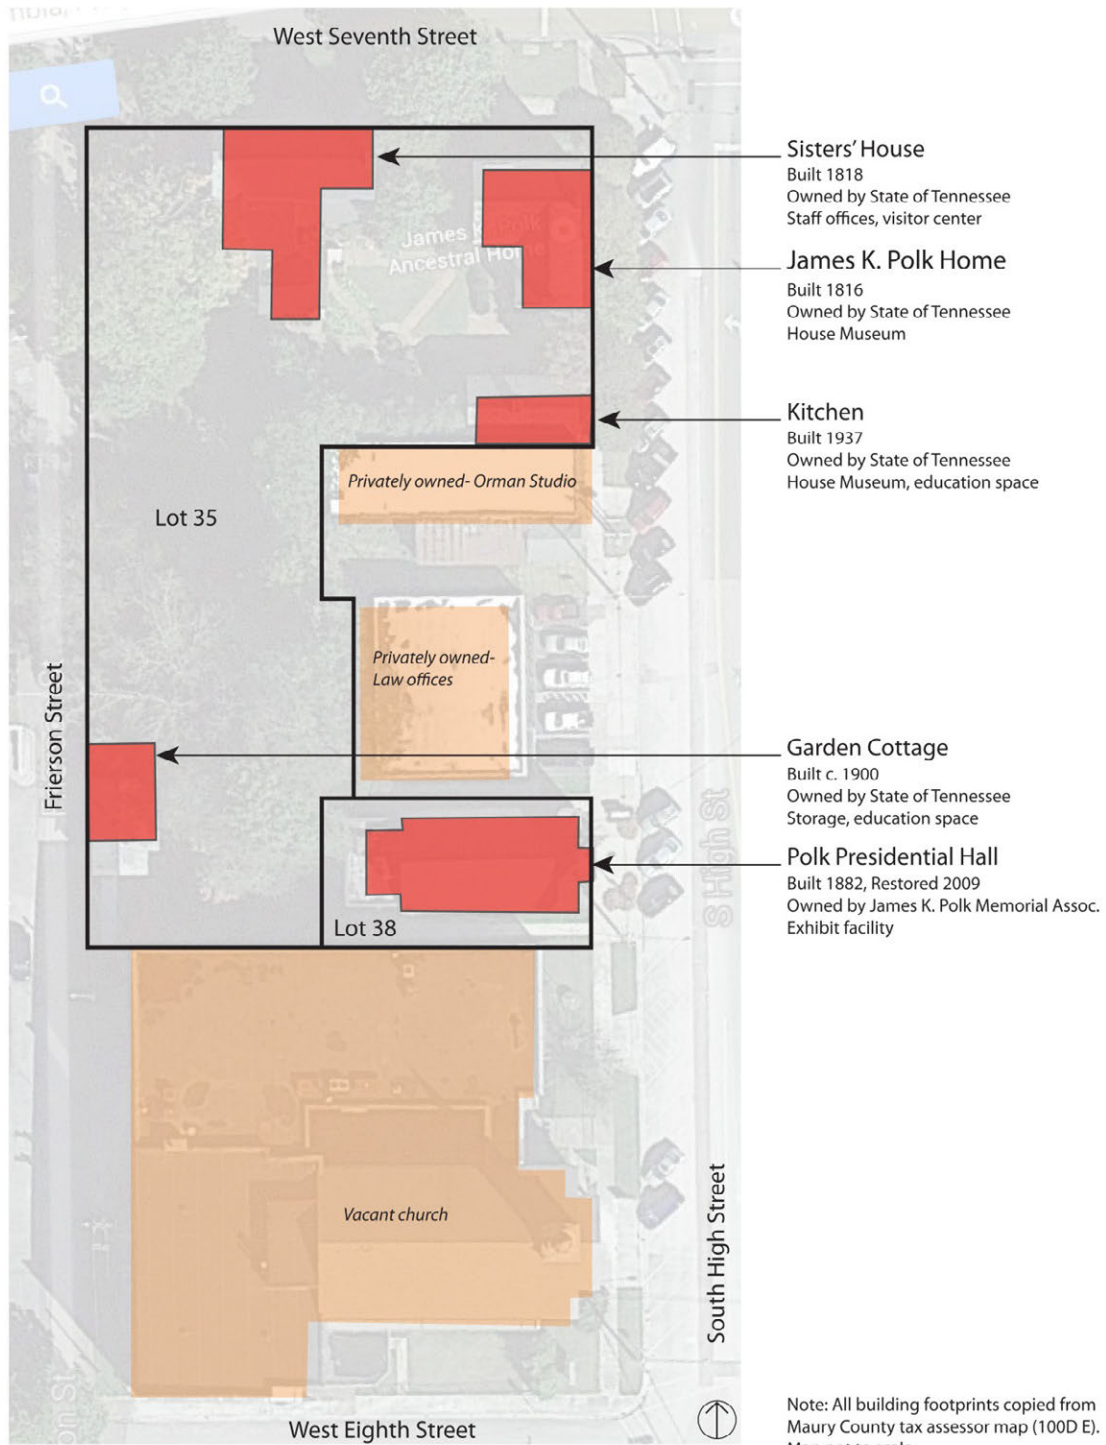 West Seventh Street
Sisters' House
Built 1818
Owned by State of Tennessee
Staff offices, visitor center
James K. Polk
Ancestral Home
James K. Polk Home
Built 1816
Owned by State of Tennessee
House Museum
Kitchen
Built 1937
Owned by State of Tennessee
House Museum, education space
Privately owned- Orman Studio
Lot 35
Privately owned-
Law offices
Frierson Street
Garden Cottage
Built c. 1900
Owned by State of Tennessee
Storage, education space
S High St
Polk Presidential Hall
Built 1882, Restored 2009
Owned by James K. Polk Memorial Assoc.
Exhibit facility
Lot 38
Vacant church
South High Street
West Eighth Street
Note: All building footprints copied from
Maury County tax assessor map (100D E).